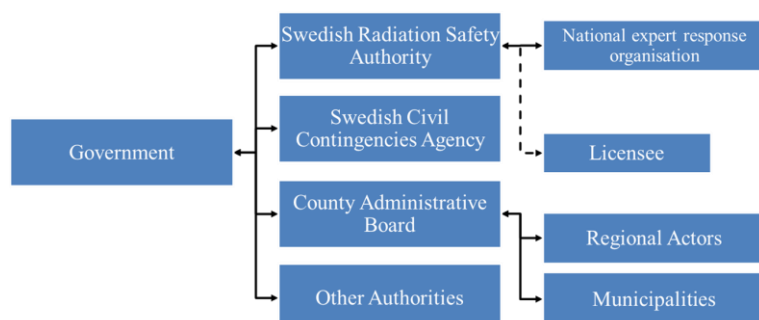 Swedish Radiation Safety
Authority
National expert response
organisation
Swedish Civil
Contingencies Agency
Government
Licensee
County Administrative
Board
Regional Actors
Other Authorities
Municipalities